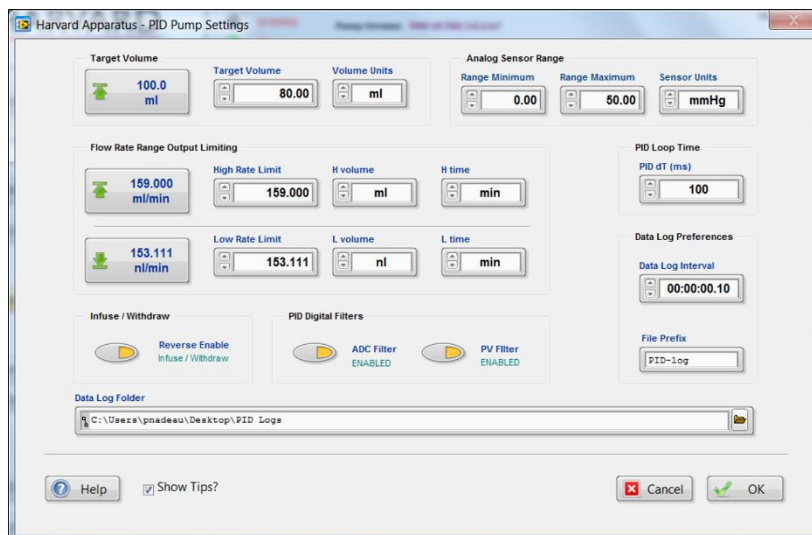 Harvard Apparatus - PID Pump Settings
Target Volume
100.0
ml
Target Volume
80.00
Volume Units
ml
Analog Sensor Range
Range Minimum
0.00
Range Maximum
50.00
Sensor Units
mmHg
Flow Rate Range Output Limiting
159.000
ml/min
High Rate Limit
159.000
H volume
ml
H time
min
153.111
nl/min
Low Rate Limit
153.111
L volume
nl
L time
min
PID Loop Time
PID dT (ms)
100
Data Log Preferences
Data Log Interval
00:00:00.10
File Prefix
PID-log
Infuse / Withdraw
Reverse Enable
Infuse / Withdraw
PID Digital Filters
ADC Filter
ENABLED
PV Filter
ENABLED
Data Log Folder
C:\Users\pnadeau\Desktop\PID Logs
Help
Show Tips?
Cancel
OK